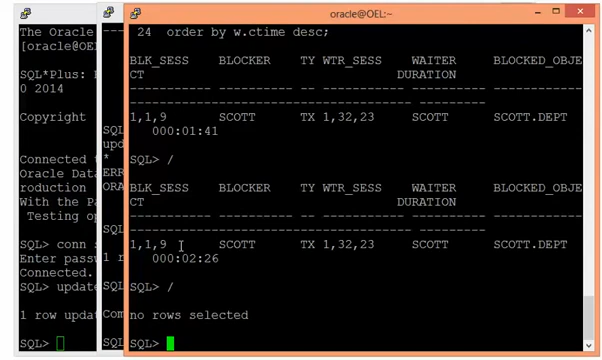 oracle@OEL:~
The Oracle
[oracle@OEL
SQL*Plus:
0 2014
Copyright
Connected t
Oracle Data
roduction
With the Pa
Testing op
SQL> conn s
Enter passw
Connected.
SQL> update
1 row updat
SQL>
----
SQL
upd
*
ERR
ORA
SQL
1 r
SQL
Com
SQL
24 order by w.ctime desc;
BLK_SESS BLOCKER TY WTR_SESS WAITER BLOCKED_OBJE
CT DURATION
------------ ------------ -- ------------ ------------ ------------
------------------------------------ ---------
1,1,9 SCOTT TX 1,32,23 SCOTT SCOTT.DEPT
000:01:41
SQL> /
BLK_SESS BLOCKER TY WTR_SESS WAITER BLOCKED_OBJE
CT DURATION
------------ ------------ -- ------------ ------------ ------------
------------------------------------ ---------
1,1,9 SCOTT TX 1,32,23 SCOTT SCOTT.DEPT
000:02:26
SQL> /
no rows selected
SQL>